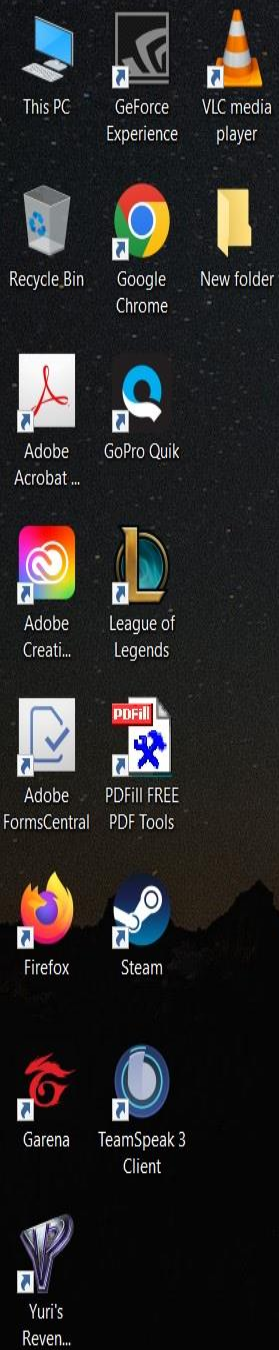 This PC
GeForce
Experience
VLC media
player
Recycle Bin
Google
Chrome
New folder
Adobe
Acrobat ...
GoPro Quik
Adobe
Creati...
League of
Legends
PDFill
Adobe
FormsCentral
PDFill FREE
PDF Tools
Firefox
Steam
Garena
TeamSpeak 3
Client
Yuri's
Reven...